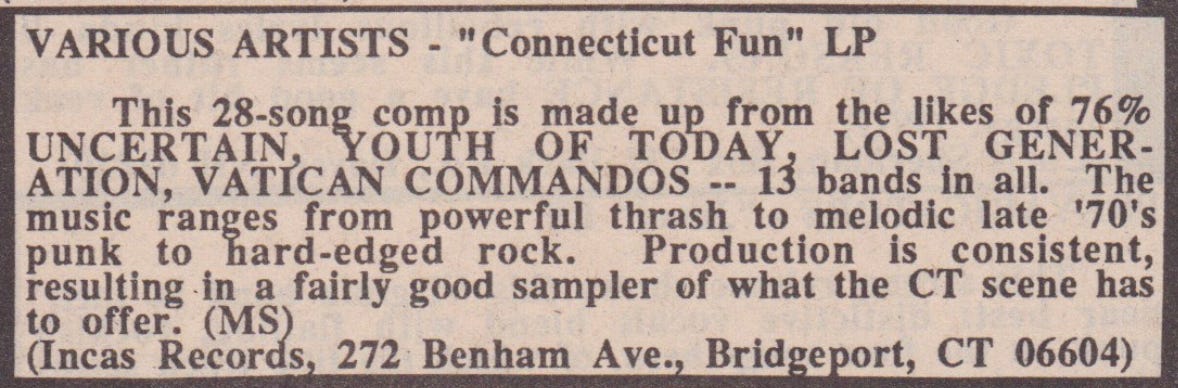 VARIOUS ARTISTS - "Connecticut Fun" LP
This 28-song comp is made up from the likes of 76%
UNCERTAIN, YOUTH OF TODAY, LOST GENER-
ATION, VATICAN COMMANDOS -- 13 bands in all. The
music ranges from powerful thrash to melodic late '70's
punk to hard-edged rock. Production is consistent,
resulting in a fairly good sampler of what the CT scene has
to offer. (MS)
(Incas Records, 272 Benham Ave., Bridgeport, CT 06604)